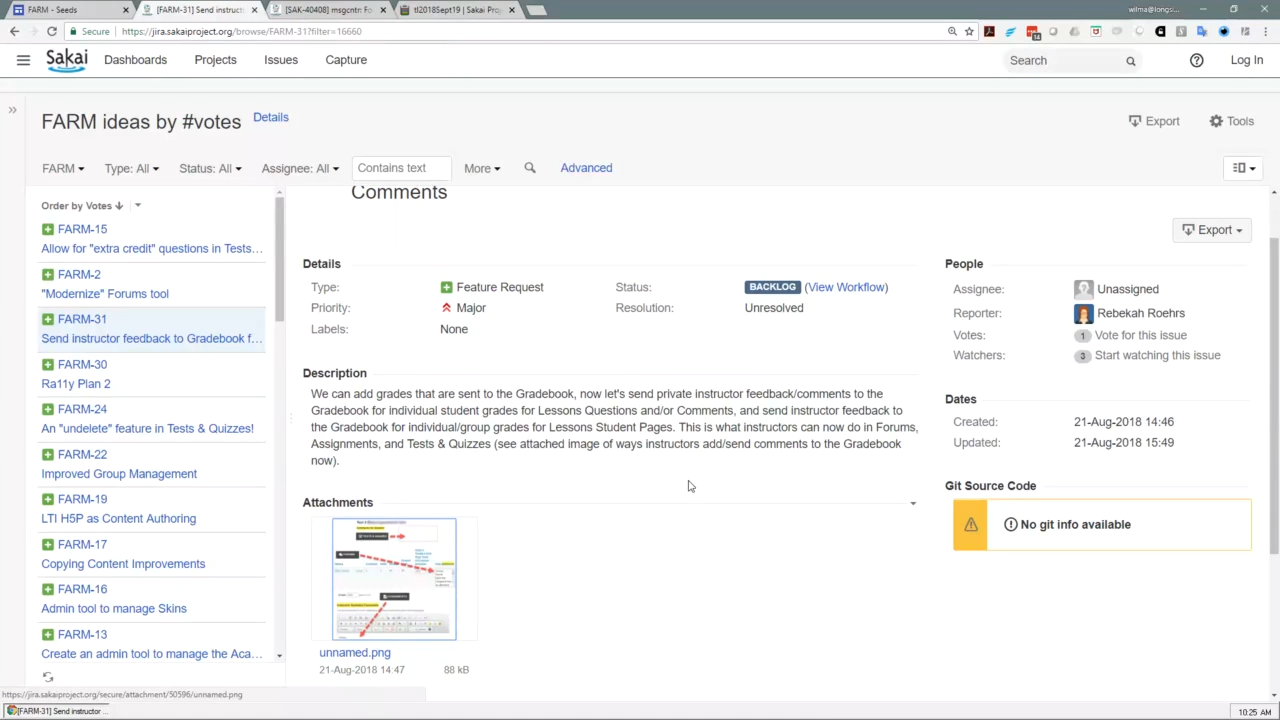 FARM - Seeds
[FARM-31] Send instructo
[SAK-40408] msgcntr: Fo
tl2018Sept19 | Sakai Proj
wilma@longsi...
Secure
https://jira.sakaiproject.org/browse/FARM-31?filter=16660
Sakai
Dashboards
Projects
Issues
Capture
Search
Log In
FARM ideas by #votes
Details
Export
Tools
FARM
Type: All
Status: All
Assignee: All
Contains text
More
Advanced
Order by Votes
FARM-15
Allow for "extra credit" questions in Tests…
FARM-2
"Modernize" Forums tool
FARM-31
Send instructor feedback to Gradebook f…
FARM-30
Ra11y Plan 2
FARM-24
An "undelete" feature in Tests & Quizzes!
FARM-22
Improved Group Management
FARM-19
LTI H5P as Content Authoring
FARM-17
Copying Content Improvements
FARM-16
Admin tool to manage Skins
FARM-13
Create an admin tool to manage the Aca…
Comments
Export
Details
Type: Feature Request
Status: BACKLOG (View Workflow)
Priority: Major
Resolution: Unresolved
Labels: None
Description
We can add grades that are sent to the Gradebook, now let's send private instructor feedback/comments to the
Gradebook for individual student grades for Lessons Questions and/or Comments, and send instructor feedback to
the Gradebook for individual/group grades for Lessons Student Pages. This is what instructors can now do in Forums,
Assignments, and Tests & Quizzes (see attached image of ways instructors add/send comments to the Gradebook
now).
Attachments
unnamed.png
21-Aug-2018 14:47 88 kB
People
Assignee: Unassigned
Reporter: Rebekah Roehrs
Votes: 1 Vote for this issue
Watchers: 3 Start watching this issue
Dates
Created: 21-Aug-2018 14:46
Updated: 21-Aug-2018 15:49
Git Source Code
No git info available
https://jira.sakaiproject.org/secure/attachment/50596/unnamed.png
[FARM-31] Send instructor ...
10:25 AM